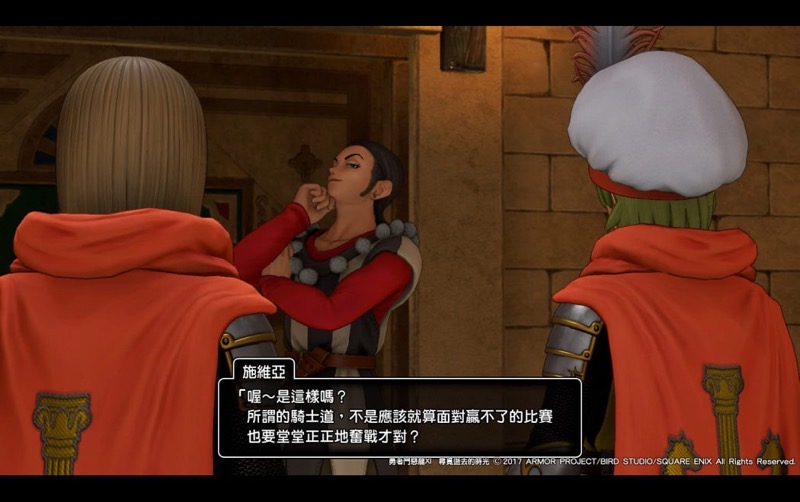 施維亞
「喔～是這樣嗎？
所謂的騎士道，不是應該就算面對贏不了的比賽
也要堂堂正正地奮戰才對？
勇者鬥惡龍XI　尋覓逝去的時光 ©2017 ARMOR PROJECT/BIRD STUDIO/SQUARE ENIX All Rights Reserved.